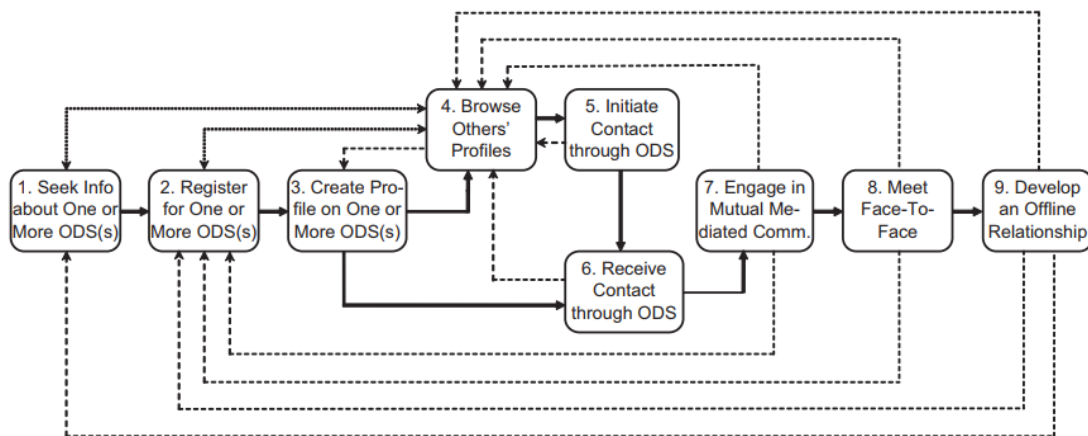 4. Browse
Others'
Profiles
5. Initiate
Contact
through ODS
1. Seek Info
about One or
More ODS(s)
2. Register
for One or
More ODS(s)
3. Create Pro-
file on One or
More ODS(s)
7. Engage in
Mutual Me-
diated Comm.
8. Meet
Face-To-
Face
9. Develop
an Offline
Relationship
6. Receive
Contact
through ODS